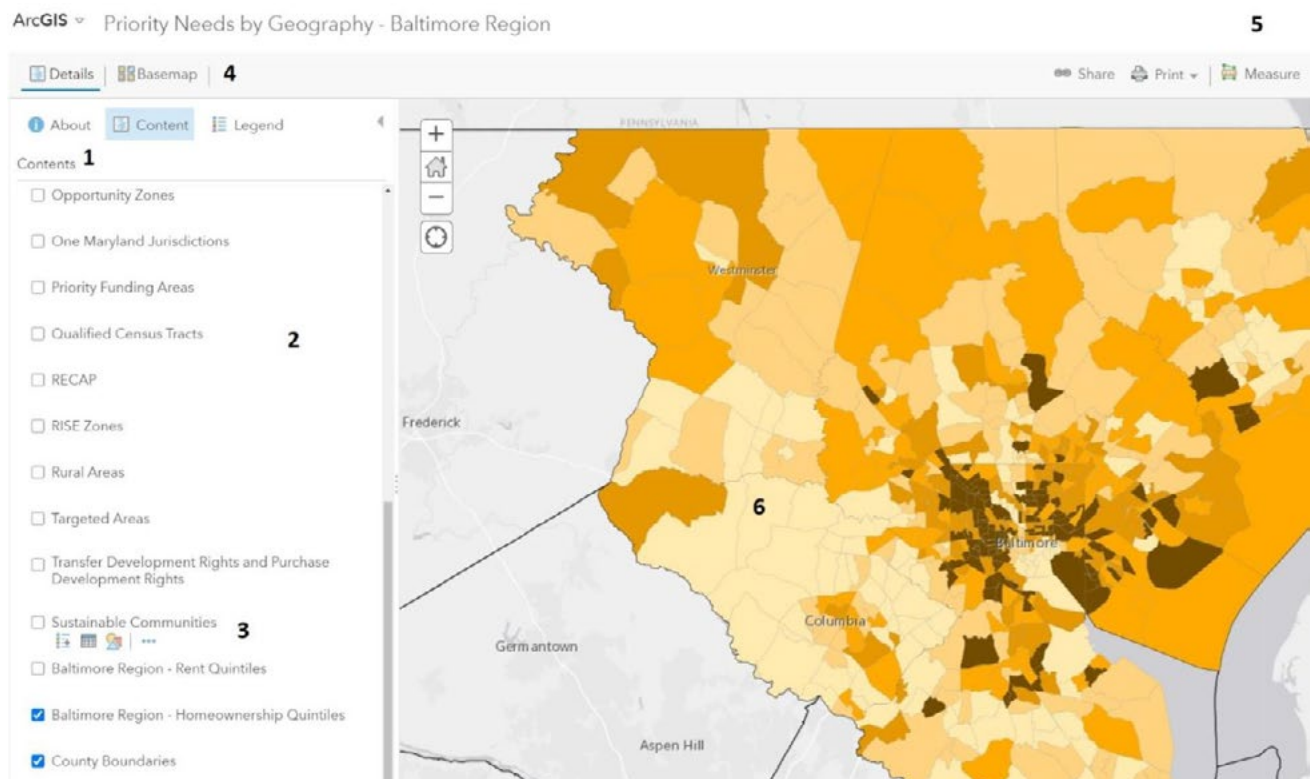 ArcGIS Priority Needs by Geography - Baltimore Region 5
Details Basemap 4 Share Print Measure
About Content Legend
Contents 1
Opportunity Zones
One Maryland Jurisdictions
Priority Funding Areas
Qualified Census Tracts
2
RECAP
RISE Zones
Rural Areas
Targeted Areas
Transfer Development Rights and Purchase
Development Rights
Sustainable Communities
3
Baltimore Region - Rent Quintiles
Baltimore Region - Homeownership Quintiles
County Boundaries
PENNSYLVANIA
Westminster
Frederick
6
Baltimore
Columbia
Germantown
Aspen Hill